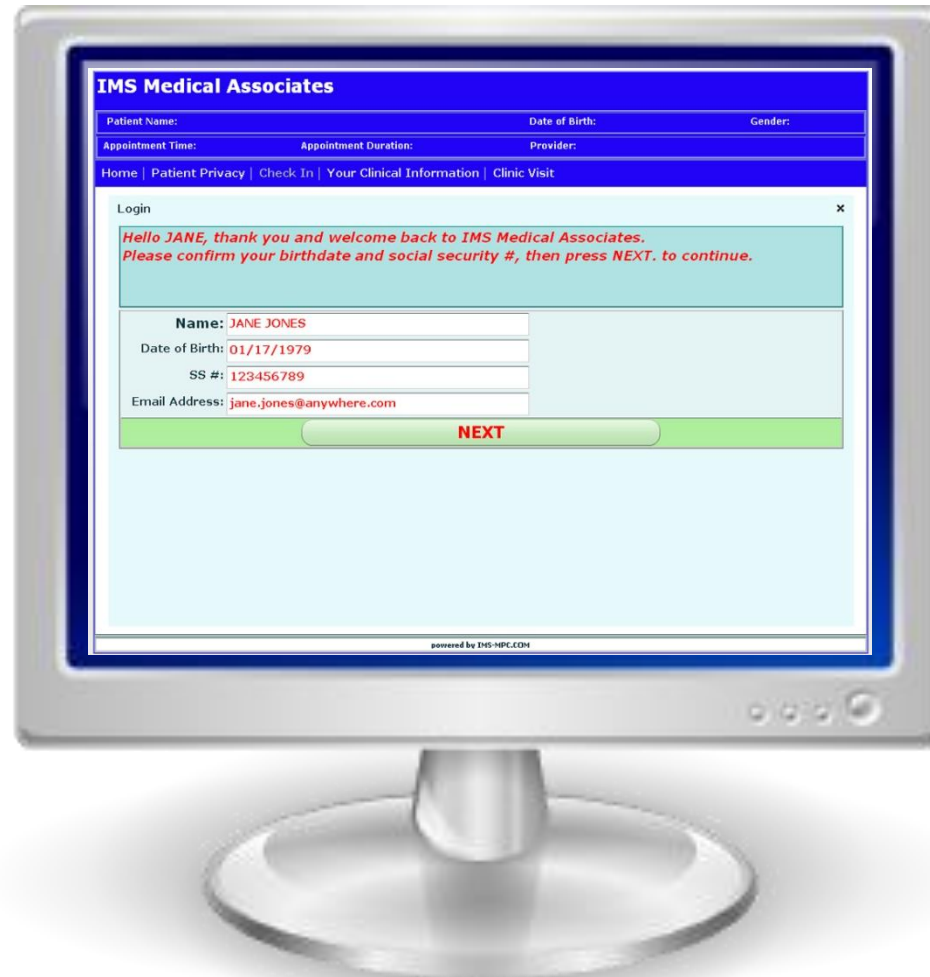 IMS Medical Associates
Patient Name: Date of Birth: Gender:
Appointment Time: Appointment Duration: Provider:
Home | Patient Privacy | Check In | Your Clinical Information | Clinic Visit
Login x
Hello JANE, thank you and welcome back to IMS Medical Associates.
Please confirm your birthdate and social security #, then press NEXT. to continue.
Name: JANE JONES
Date of Birth: 01/17/1979
SS #: 123456789
Email Address: jane.jones@anywhere.com
NEXT
powered by IMS-MPC.COM